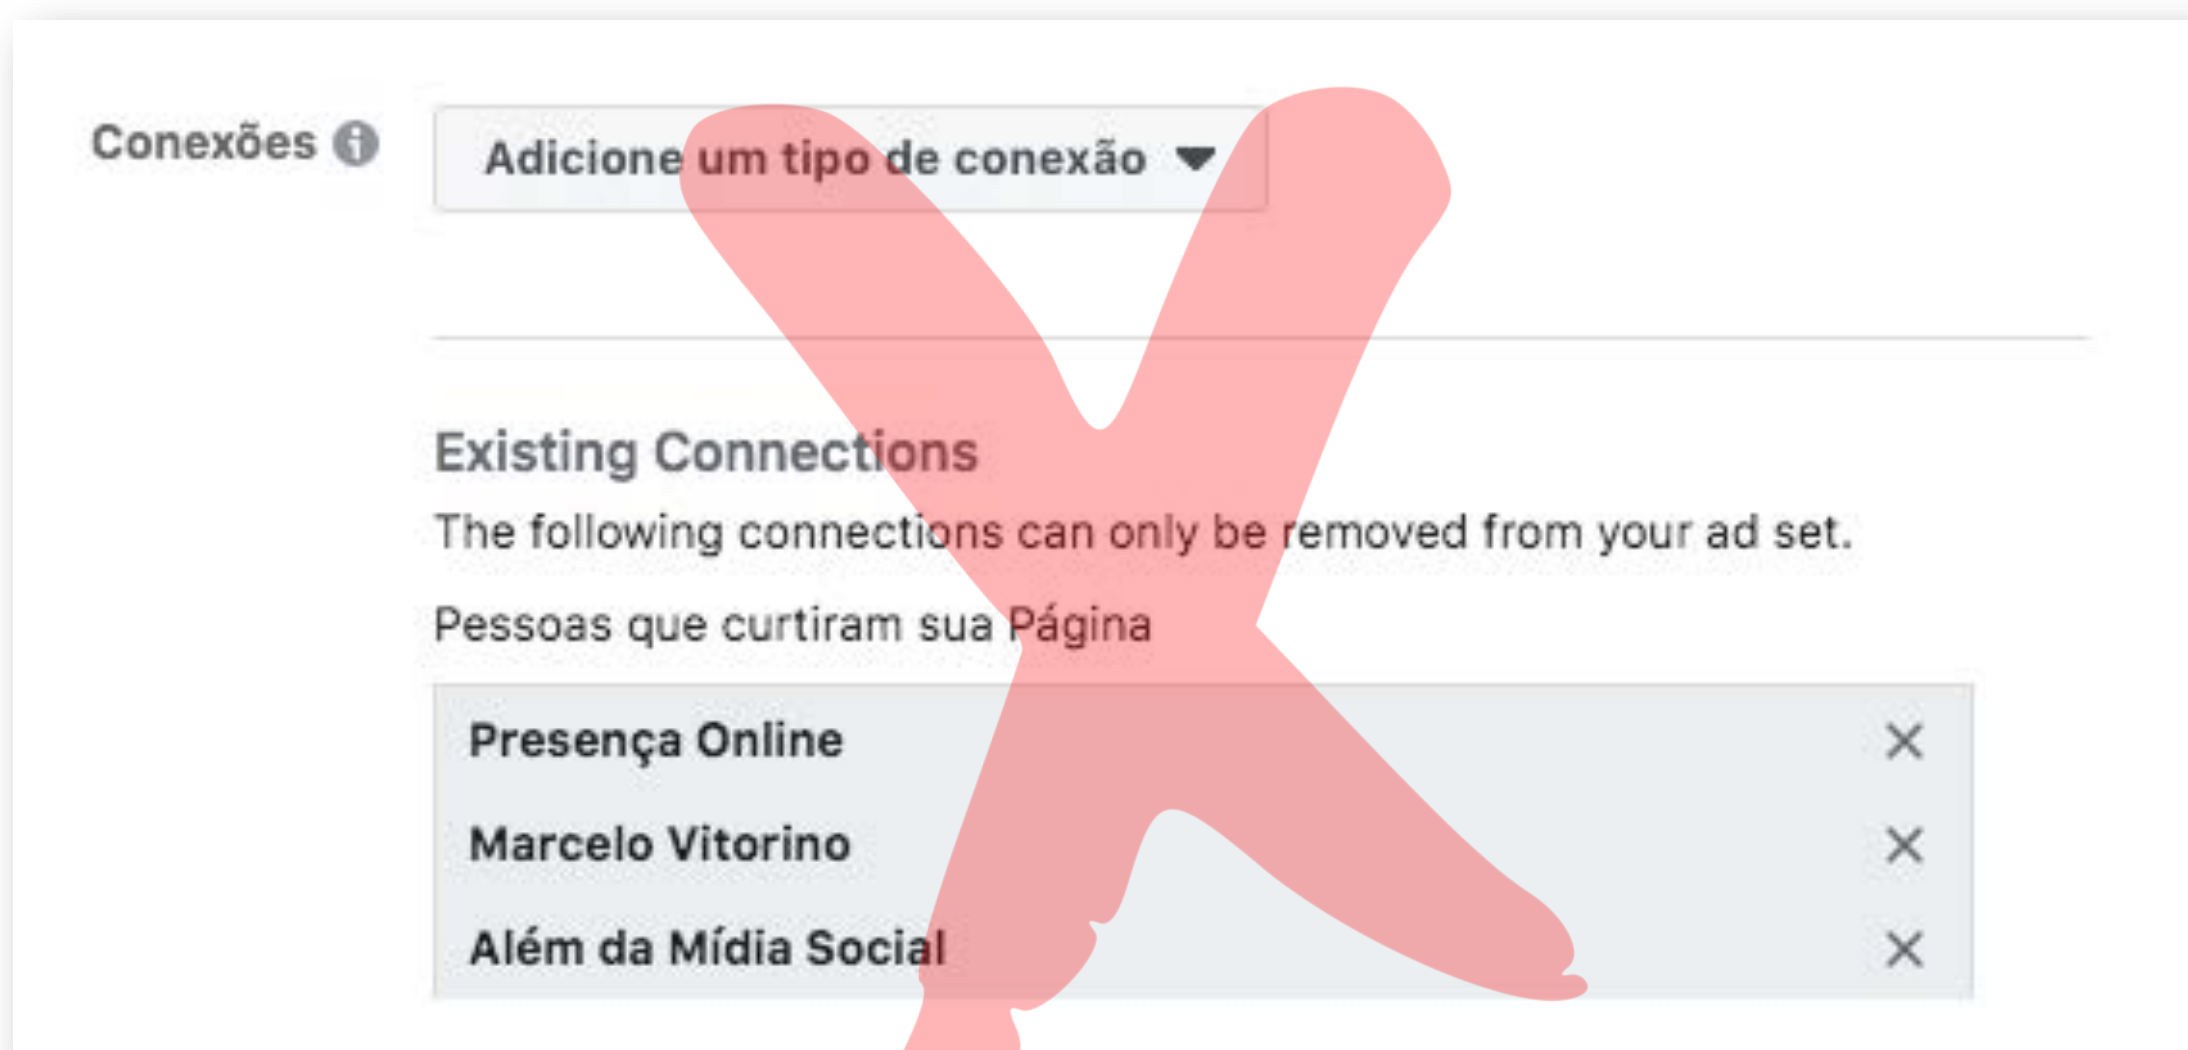 Conexões
Adicione um tipo de conexão
Existing Connections
The following connections can only be removed from your ad set.
Pessoas que curtiram sua Página
Presença Online
Marcelo Vitorino
Além da Mídia Social